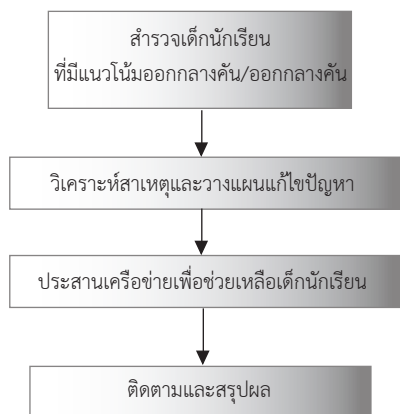 สำรวจเด็กนักเรียน
ที่มีแนวโน้มออกกลางคัน/ออกกลางคัน
วิเคราะห์สาเหตุและวางแผนแก้ไขปัญหา
ประสานเครือข่ายเพื่อช่วยเหลือเด็กนักเรียน
ติดตามและสรุปผล